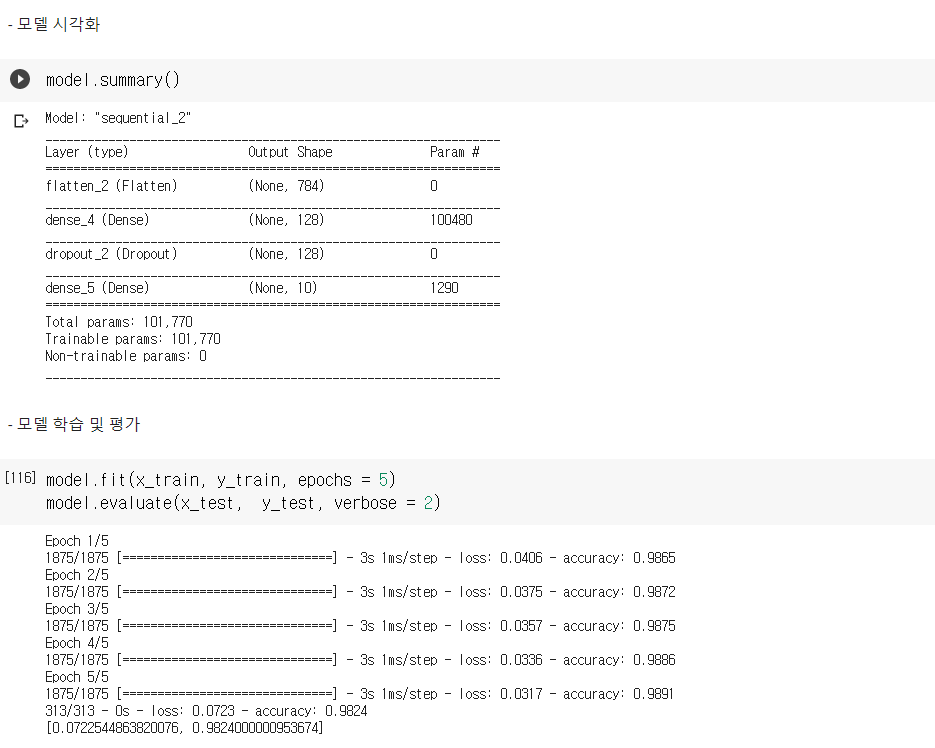 - 모델 시각화
model.summary()
Model: "sequential_2"
_________________________________________________________________
Layer (type) Output Shape Param #
=================================================================
flatten_2 (Flatten) (None, 784) 0
_________________________________________________________________
dense_4 (Dense) (None, 128) 100480
_________________________________________________________________
dropout_2 (Dropout) (None, 128) 0
_________________________________________________________________
dense_5 (Dense) (None, 10) 1290
=================================================================
Total params: 101,770
Trainable params: 101,770
Non-trainable params: 0
_________________________________________________________________
- 모델 학습 및 평가
[116] model.fit(x_train, y_train, epochs = 5)
model.evaluate(x_test, y_test, verbose = 2)
Epoch 1/5
1875/1875 [==============================] - 3s 1ms/step - loss: 0.0406 - accuracy: 0.9865
Epoch 2/5
1875/1875 [==============================] - 3s 1ms/step - loss: 0.0375 - accuracy: 0.9872
Epoch 3/5
1875/1875 [==============================] - 3s 1ms/step - loss: 0.0357 - accuracy: 0.9875
Epoch 4/5
1875/1875 [==============================] - 3s 1ms/step - loss: 0.0336 - accuracy: 0.9886
Epoch 5/5
1875/1875 [==============================] - 3s 1ms/step - loss: 0.0317 - accuracy: 0.9891
313/313 - 0s - loss: 0.0723 - accuracy: 0.9824
[0.0722544863820076, 0.9824000000953674]